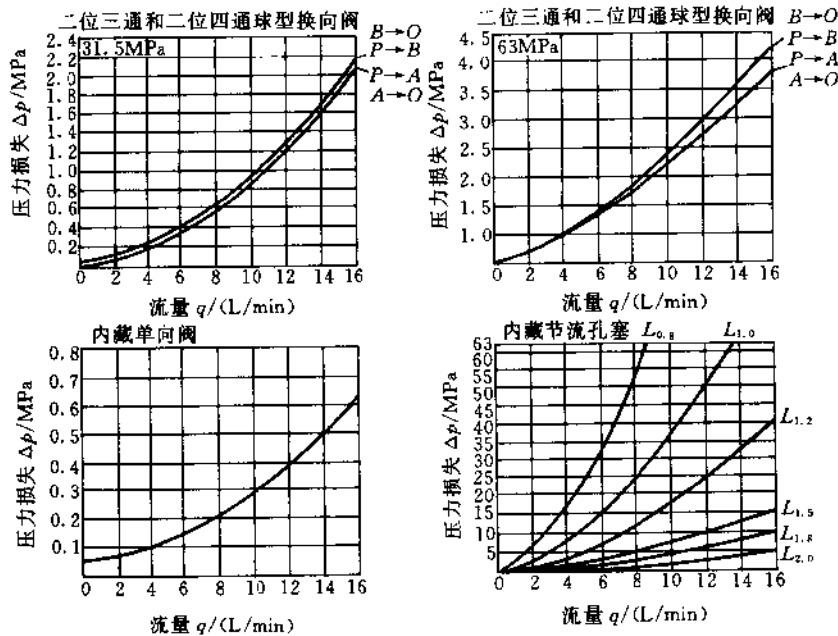 二位三通和二位四通球型换向阀
31.5MPa
B→O
P→B
P→A
A→O
2.4
2.2
2.0
1.8
1.6
1.4
1.2
1.0
0.8
0.6
0.4
0.2
压力损失 Δp/MPa
0 2 4 6 8 10 12 14 16
流量 q/(L/min)
二位三通和二位四通球型换向阀
63MPa
B→O
P→B
P→A
A→O
4.5
4.0
3.5
3.0
2.5
2.0
1.5
1.0
压力损失 Δp/MPa
0 2 4 6 8 10 12 14 16
流量 q/(L/min)
内藏单向阀
0.8
0.7
0.6
0.5
0.4
0.3
0.2
0.1
压力损失 Δp/MPa
0 2 4 6 8 10 12 14 16
流量 q/(L/min)
内藏节流孔塞 L0.8 L1.0
63
60
55
50
45
40
35
30
25
20
15
10
5
压力损失 Δp/MPa
L1.2
L1.5
L1.8
L2.0
0 2 4 6 8 10 12 14 16
流量 q/(L/min)